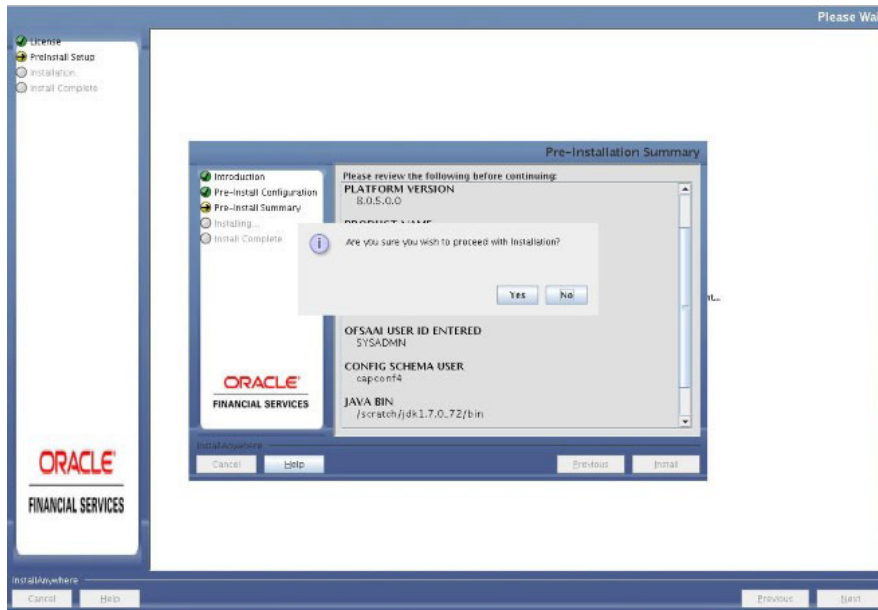 Please Wai
License
PreInstall Setup
Installation
Install Complete
Pre-Installation Summary
Introduction
Pre-Install Configuration
Pre-Install Summary
Installing...
Install Complete
Please review the following before continuing:
PLATFORM VERSION
8.0.5.0.0
PRODUCT NAME
Are you sure you wish to proceed with Installation?
Yes
No
nt...
OFSAAI USER ID ENTERED
SYSADMN
CONFIG SCHEMA USER
capconf4
JAVA BIN
/scratch/jdk1.7.0_72/bin
ORACLE
FINANCIAL SERVICES
InstallAnywhere
Cancel
Help
Previous
Install
ORACLE
FINANCIAL SERVICES
InstallAnywhere
Cancel
Help
Previous
Next